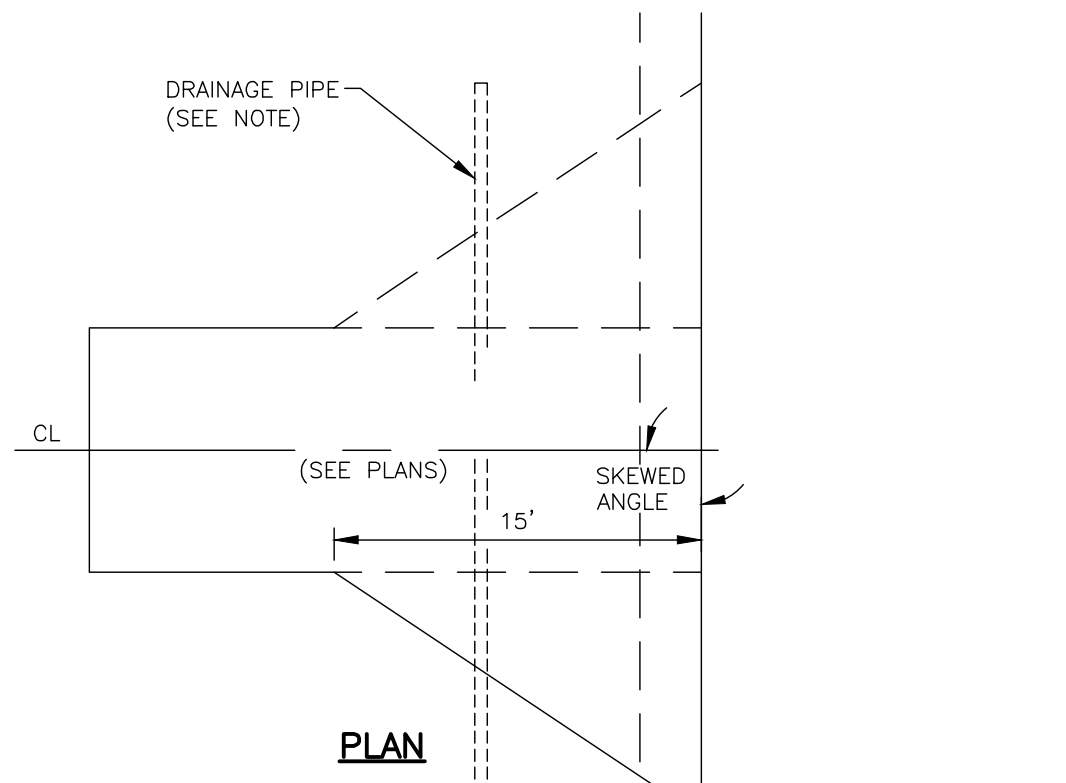 DRAINAGE PIPE
(SEE NOTE)
CL
(SEE PLANS)
SKEWED
ANGLE
15'
PLAN